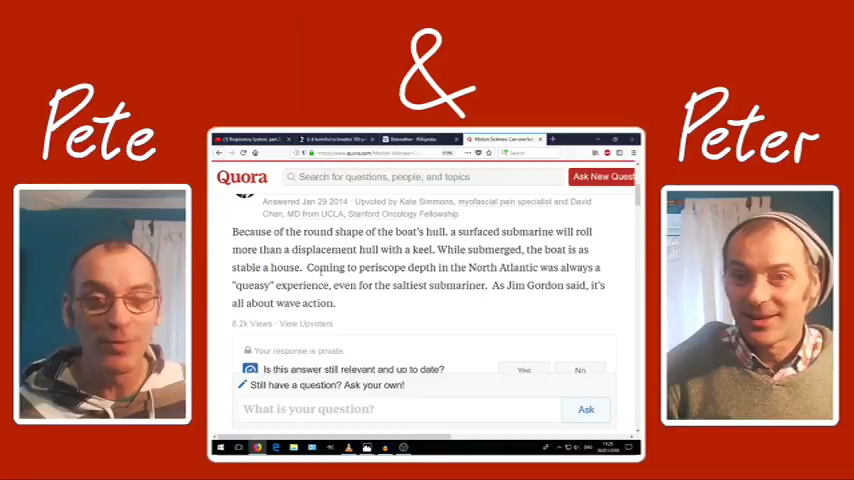 &
Pete
Peter
Quora
Search for questions, people, and topics
Ask New Quest
Answered Jan 29 2014 · Upvoted by Kate Simmons, myofascial pain specialist and David
Chan, MD from UCLA, Stanford Oncology Fellowship
Because of the round shape of the boat's hull. a surfaced submarine will roll
more than a displacement hull with a keel. While submerged, the boat is as
stable a house. Coming to periscope depth in the North Atlantic was always a
“queasy” experience, even for the saltiest submariner. As Jim Gordon said, it's
all about wave action.
8.2k Views · View Upvoters
Your response is private.
Is this answer still relevant and up to date?
Yes
No
Still have a question? Ask your own!
What is your question?
Ask